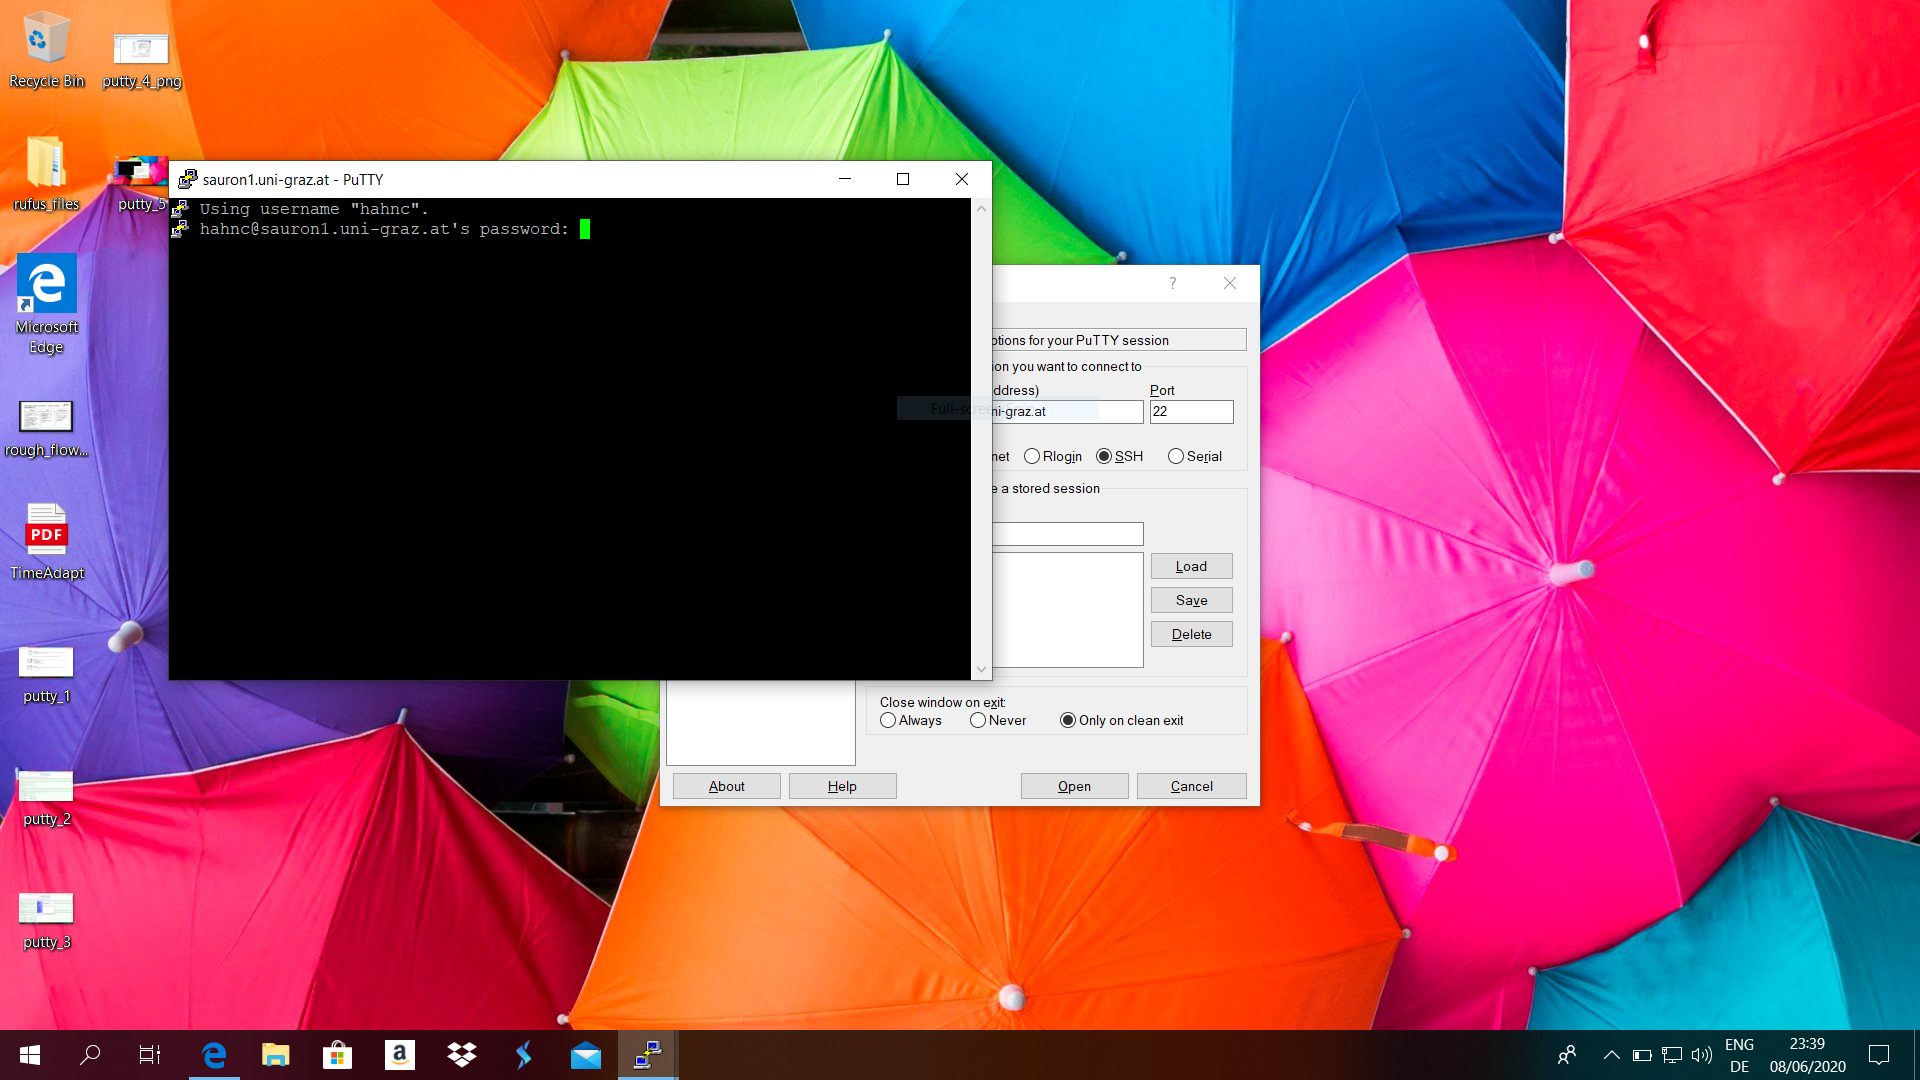 Recycle Bin
putty_4_png
rufus_files
putty_5
Microsoft
Edge
rough_flow...
PDF
TimeAdapt
putty_1
putty_2
putty_3
sauron1.uni-graz.at - PuTTY
Using username "hahnc".
hahnc@sauron1.uni-graz.at's password:
?
ptions for your PuTTY session
ion you want to connect to
ddress)
Port
Full-scree
ni-graz.at
22
net
Rlogin
SSH
Serial
e a stored session
Load
Save
Delete
Close window on exit:
Always
Never
Only on clean exit
About
Help
Open
Cancel
ENG
DE
23:39
08/06/2020